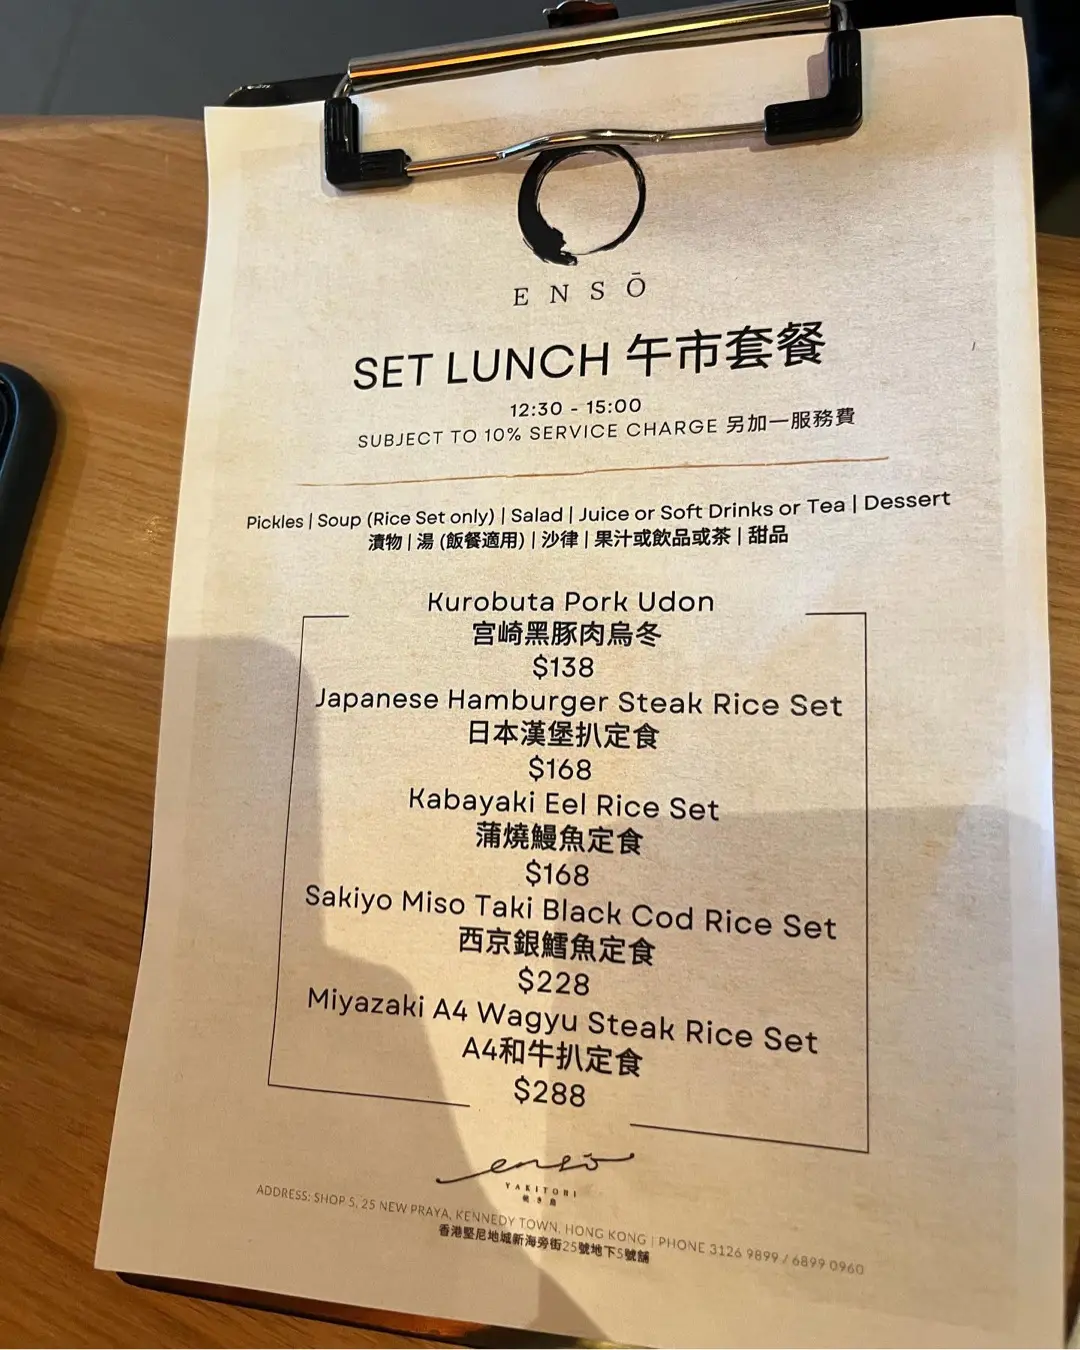 ENSŌ
SET LUNCH 午市套餐
12:30 - 15:00
SUBJECT TO 10% SERVICE CHARGE 另加一服務費
Pickles | Soup (Rice Set only) | Salad | Juice or Soft Drinks or Tea | Dessert
漬物 | 湯 (飯餐適用) | 沙律 | 果汁或飲品或茶 | 甜品
Kurobuta Pork Udon
宮崎黑豚肉烏冬
$138
Japanese Hamburger Steak Rice Set
日本漢堡扒定食
$168
Kabayaki Eel Rice Set
蒲燒鰻魚定食
$168
Sakiyo Miso Taki Black Cod Rice Set
西京銀鱈魚定食
$228
Miyazaki A4 Wagyu Steak Rice Set
A4和牛扒定食
$288
ensō
YAKITORI
焼き鳥
ADDRESS: SHOP 5, 25 NEW PRAYA, KENNEDY TOWN, HONG KONG | PHONE 3126 9899 / 6899 0960
香港堅尼地城新海旁街25號地下5號舖